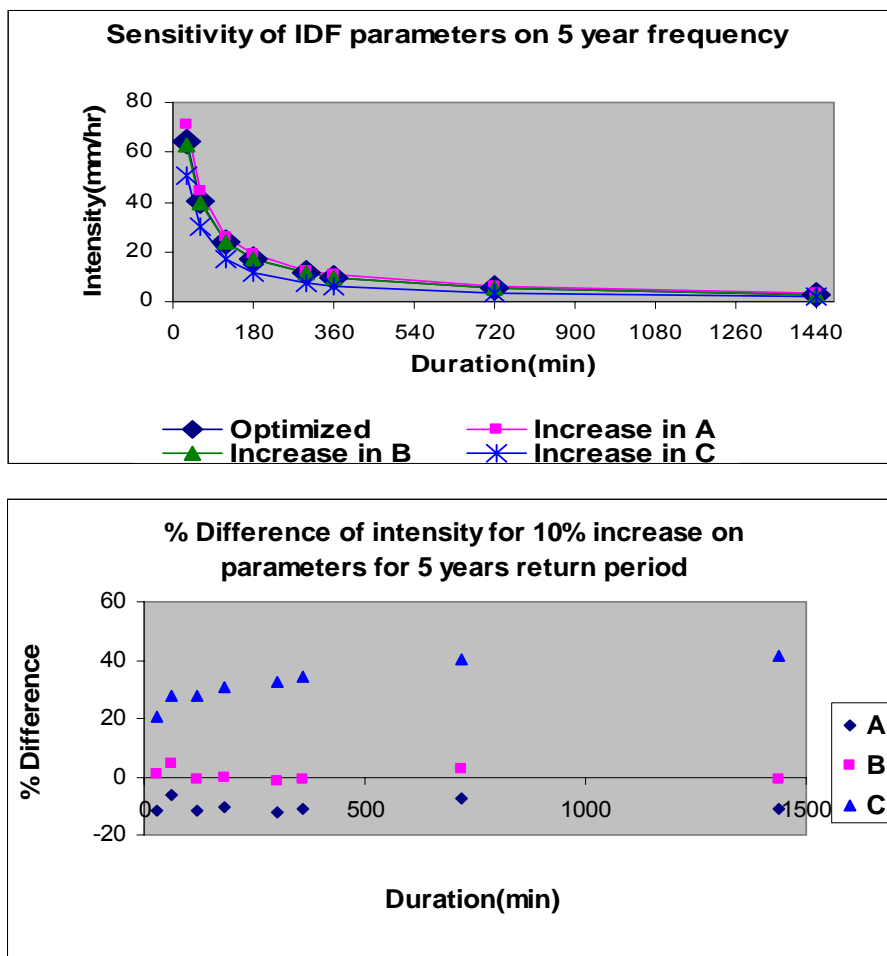 Sensitivity of IDF parameters on 5 year frequency
80
60
40
20
0
Intensity(mm/hr)
0 180 360 540 720 900 1080 1260 1440
Duration(min)
Optimized Increase in A
Increase in B Increase in C
% Difference of intensity for 10% increase on
parameters for 5 years return period
60
40
20
0
-20
% Difference
0 500 1000 1500
Duration(min)
A
B
C